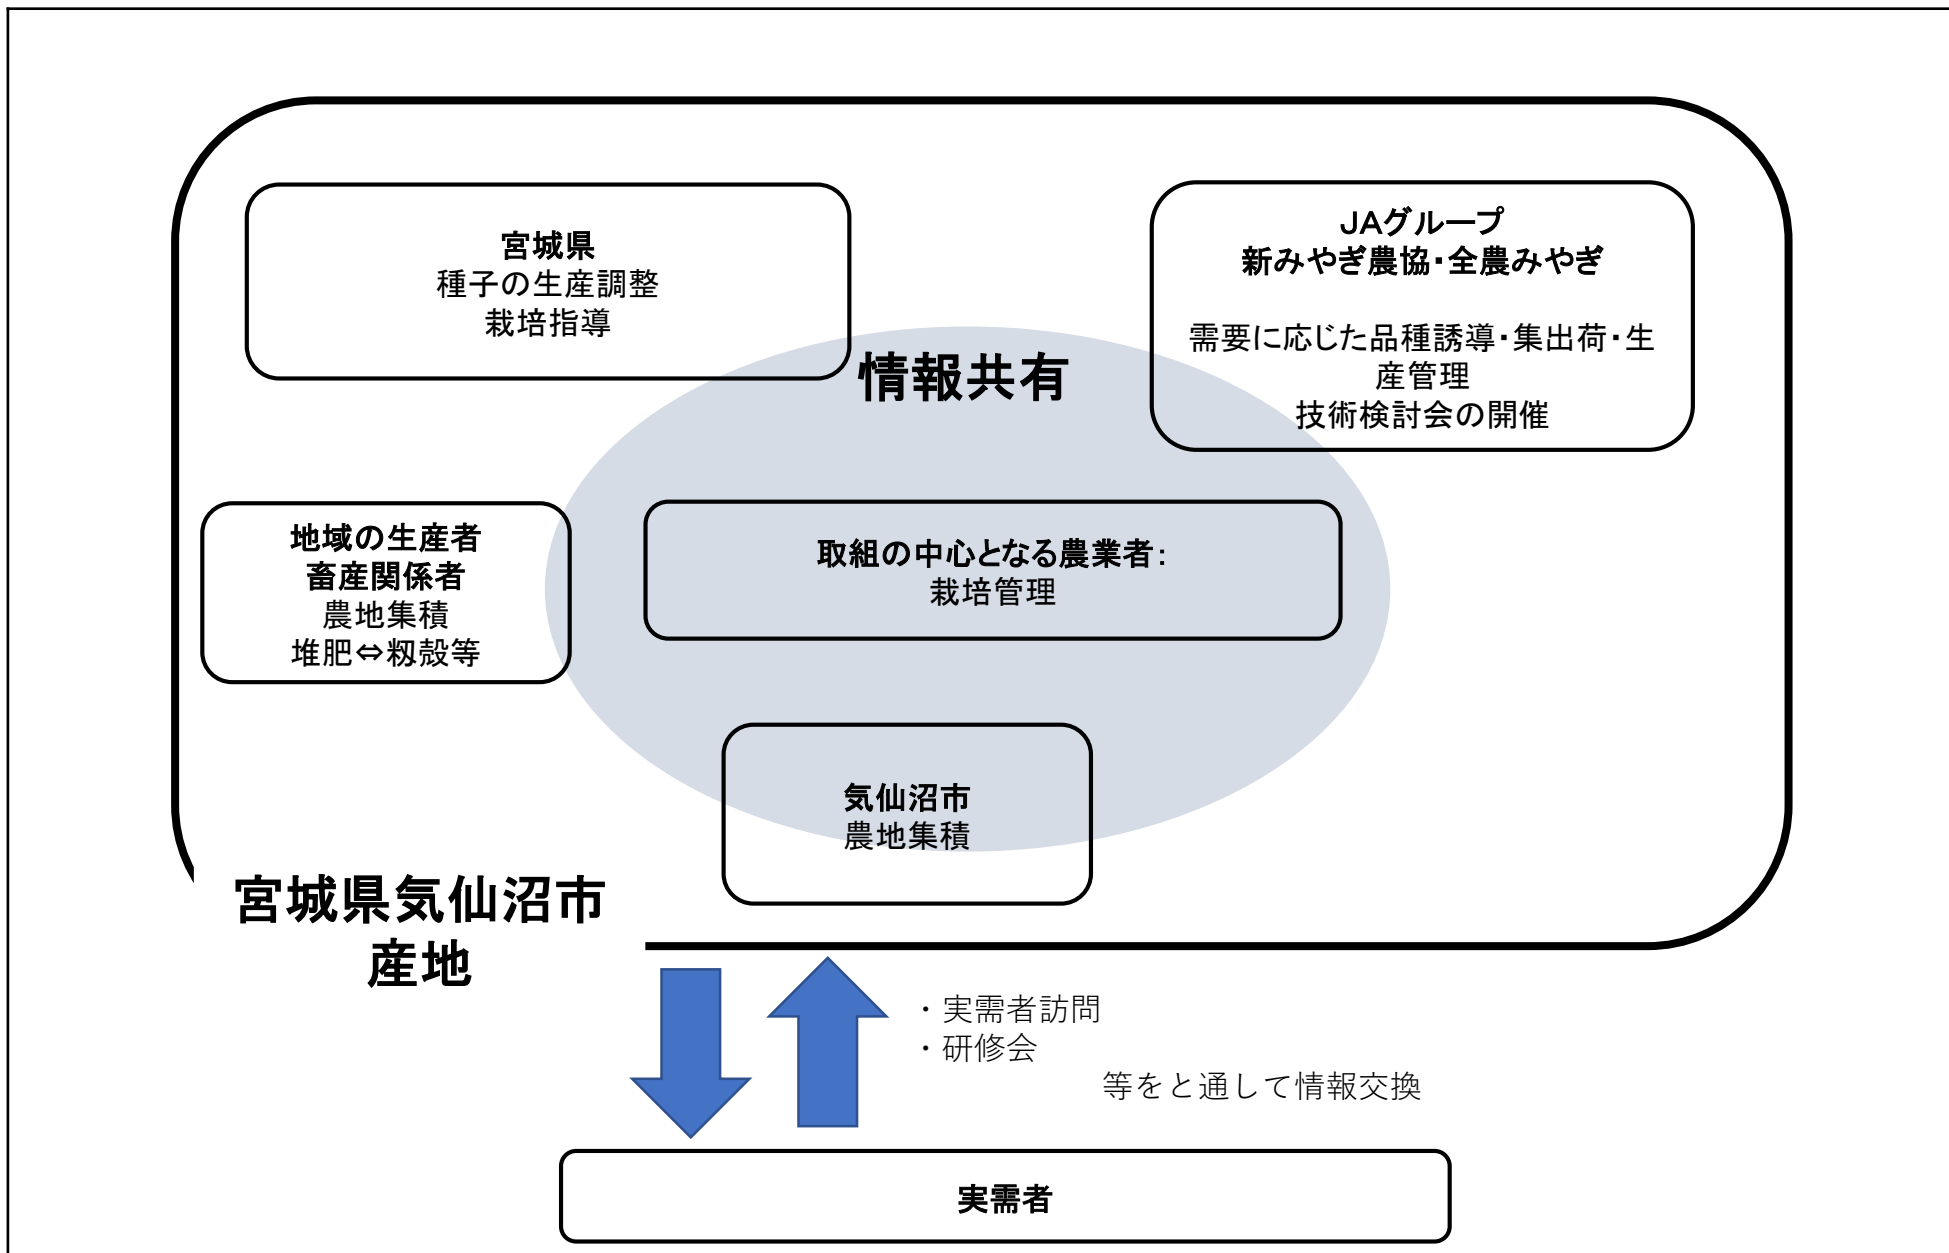 宮城県
種子の生産調整
栽培指導
JAグループ
新みやぎ農協・全農みやぎ
需要に応じた品種誘導・集出荷・生
産管理
技術検討会の開催
情報共有
地域の生産者
畜産関係者
農地集積
堆肥⇔籾殻等
取組の中心となる農業者：
栽培管理
気仙沼市
農地集積
宮城県気仙沼市
産地
・実需者訪問
・研修会
等をと通して情報交換
実需者